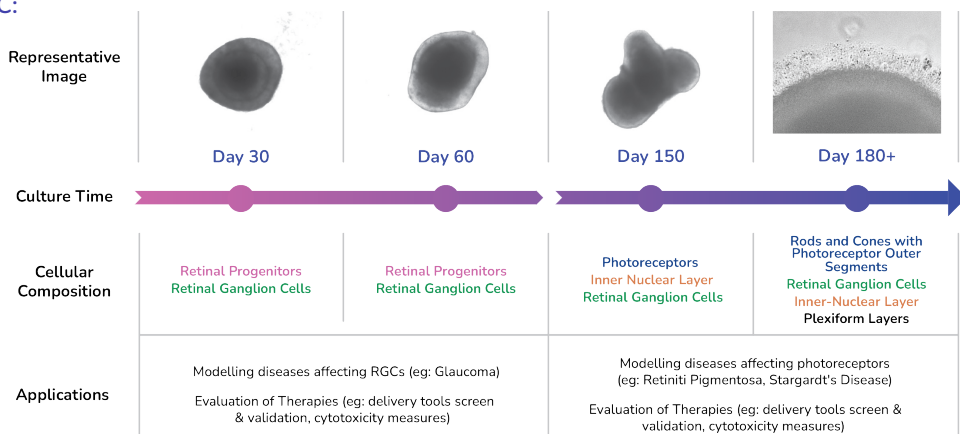 C:
Representative
Image
Day 30
Day 60
Day 150
Day 180+
Culture Time
Cellular
Composition
Retinal Progenitors
Retinal Ganglion Cells
Retinal Progenitors
Retinal Ganglion Cells
Photoreceptors
Inner Nuclear Layer
Retinal Ganglion Cells
Rods and Cones with
Photoreceptor Outer
Segments
Retinal Ganglion Cells
Inner-Nuclear Layer
Plexiform Layers
Applications
Modelling diseases affecting RGCs (eg: Glaucoma)
Evaluation of Therapies (eg: delivery tools screen
& validation, cytotoxicity measures)
Modelling diseases affecting photoreceptors
(eg: Retiniti Pigmentosa, Stargardt's Disease)
Evaluation of Therapies (eg: delivery tools screen &
validation, cytotoxicity measures)